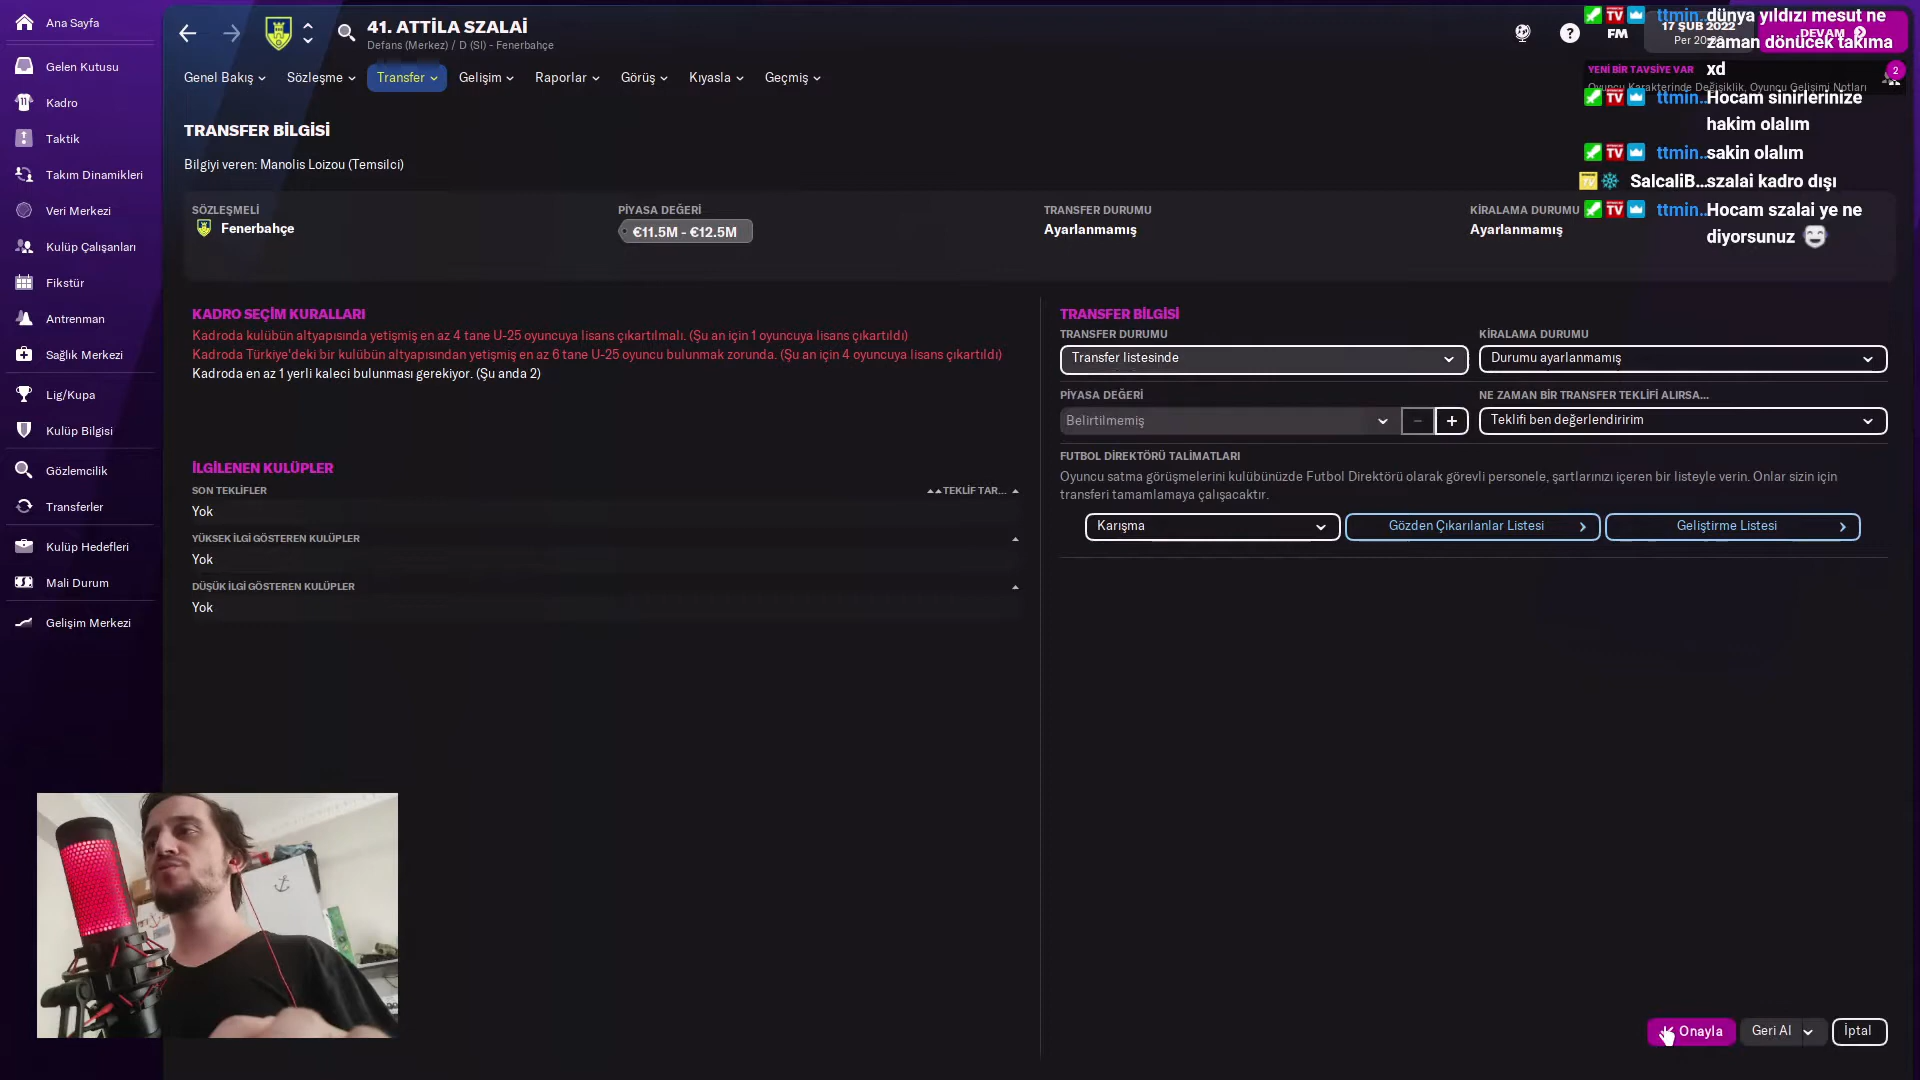 Ana Sayfa
Gelen Kutusu
Kadro
Taktik
Takım Dinamikleri
Veri Merkezi
Kulüp Çalışanları
Fikstür
Antrenman
Sağlık Merkezi
Lig/Kupa
Kulüp Bilgisi
Gözlemcilik
Transferler
Kulüp Hedefleri
Mali Durum
Gelişim Merkezi
41. ATTİLA SZALAİ
Defans (Merkez) / D (Sl) - Fenerbahçe
FM
17 ŞUB 2022
Per 20:
DEVAM
Genel Bakış
Sözleşme
Transfer
Gelişim
Raporlar
Görüş
Kıyasla
Geçmiş
YENİ BİR TAVSİYE VAR
2
Oyuncu Karakterinde Değişiklik, Oyuncu Gelişimi Notları
ttmin.. dünya yıldızı mesut ne
zaman dönücek takıma
xd
ttmin.. Hocam sinirlerinize
hakim olalım
ttmin.. sakin olalım
SalcaliB... szalai kadro dışı
ttmin.. Hocam szalai ye ne
diyorsunuz
TRANSFER BİLGİSİ
Bilgiyi veren: Manolis Loizou (Temsilci)
SÖZLEŞMELİ
Fenerbahçe
PİYASA DEĞERİ
€11.5M - €12.5M
TRANSFER DURUMU
Ayarlanmamış
KİRALAMA DURUMU
Ayarlanmamış
KADRO SEÇİM KURALLARI
Kadroda kulübün altyapısında yetişmiş en az 4 tane U-25 oyuncuya lisans çıkartılmalı. (Şu an için 1 oyuncuya lisans çıkartıldı)
Kadroda Türkiye'deki bir kulübün altyapısından yetişmiş en az 6 tane U-25 oyuncu bulunmak zorunda. (Şu an için 4 oyuncuya lisans çıkartıldı)
Kadroda en az 1 yerli kaleci bulunması gerekiyor. (Şu anda 2)
İLGİLENEN KULÜPLER
SON TEKLİFLER
TEKLİF TAR...
Yok
YÜKSEK İLGİ GÖSTEREN KULÜPLER
Yok
DÜŞÜK İLGİ GÖSTEREN KULÜPLER
Yok
TRANSFER BİLGİSİ
TRANSFER DURUMU
Transfer listesinde
KİRALAMA DURUMU
Durumu ayarlanmamış
PİYASA DEĞERİ
Belirtilmemiş
NE ZAMAN BİR TRANSFER TEKLİFİ ALIRSA...
Teklifi ben değerlendiririm
FUTBOL DİREKTÖRÜ TALİMATLARI
Oyuncu satma görüşmelerini kulübünüzde Futbol Direktörü olarak görevli personele, şartlarınızı içeren bir listeyle verin. Onlar sizin için
transferi tamamlamaya çalışacaktır.
Karışma
Gözden Çıkarılanlar Listesi
Geliştirme Listesi
Onayla
Geri Al
İptal